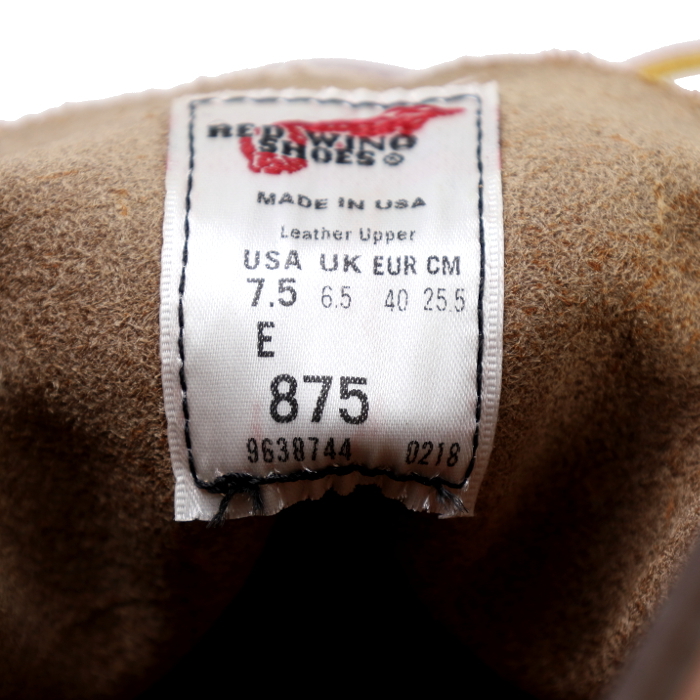 RED WING
SHOES ®
MADE IN USA
Leather Upper
USA UK EUR CM
7.5 6.5 40 25.5
E
875
9638744 0218